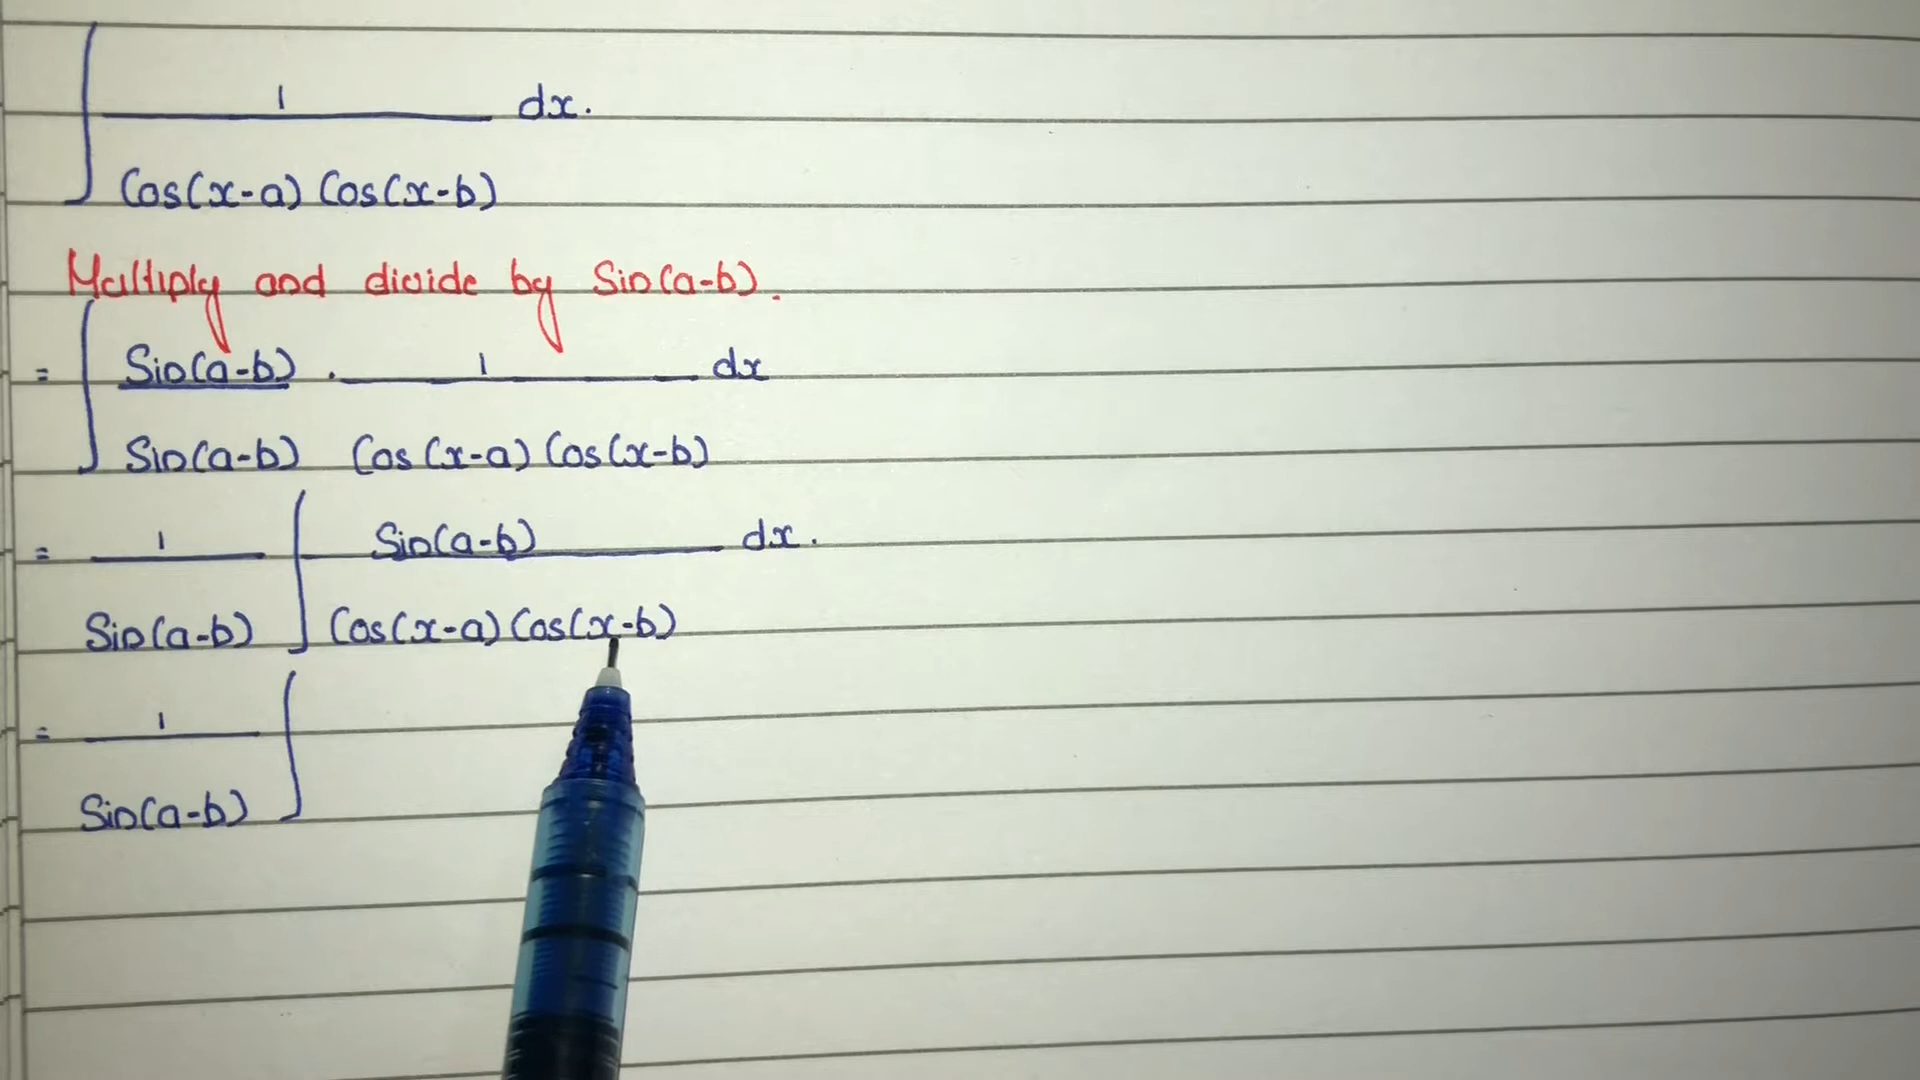 ∫ 1 dx.
Cos(x-a) Cos(x-b)
Multiply and divide by Sin(a-b).
= ∫ Sin(a-b) . 1 dx
Sin(a-b) Cos(x-a) Cos(x-b)
= 1 ∫ Sin(a-b) dx.
Sin(a-b) Cos(x-a) Cos(x-b)
= 1 ∫
Sin(a-b)